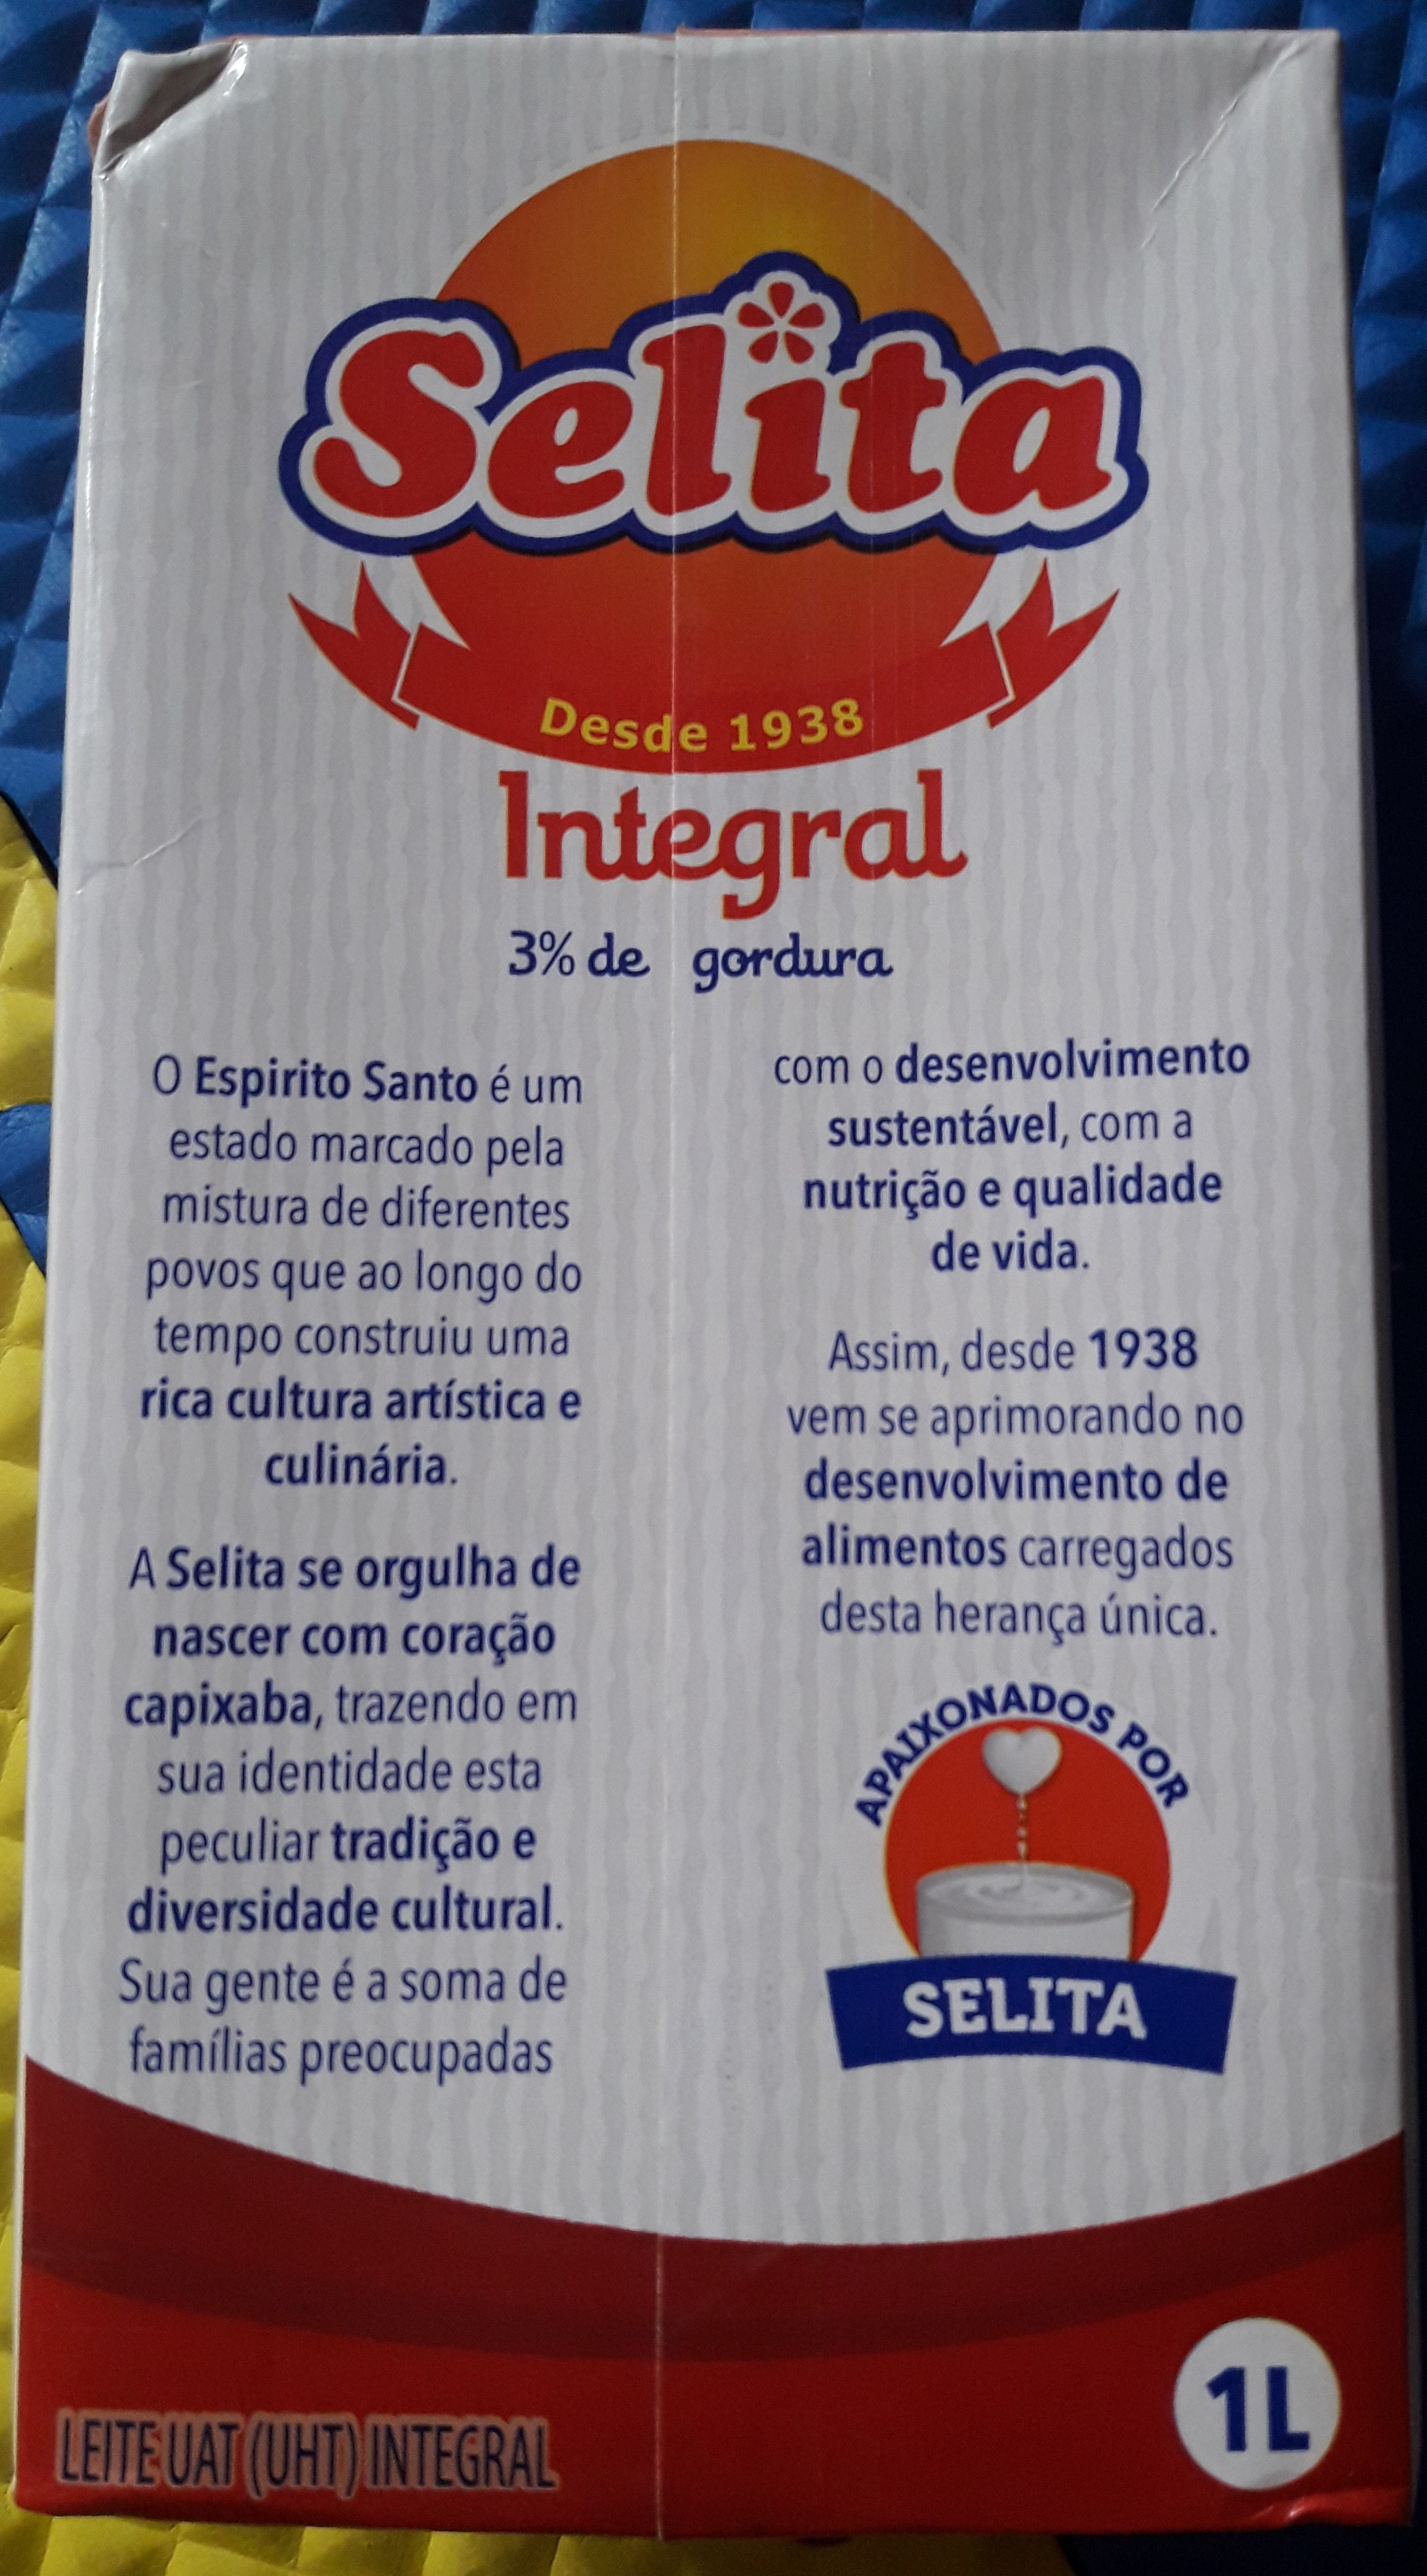 Selita
Desde 1938
Integral
3% de gordura
O Espirito Santo é um
estado marcado pela
mistura de diferentes
povos que ao longo do
tempo construiu uma
rica cultura artística e
culinária.
A Selita se orgulha de
nascer com coração
capixaba, trazendo em
sua identidade esta
peculiar tradição e
diversidade cultural.
Sua gente é a soma de
famílias preocupadas
com o desenvolvimento
sustentável, com a
nutrição e qualidade
de vida.
Assim, desde 1938
vem se aprimorando no
desenvolvimento de
alimentos carregados
desta herança única.
APAIXONADOS POR
SELITA
LEITE UAT (UHT) INTEGRAL
1L